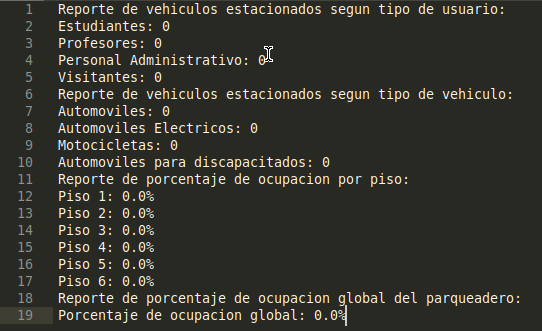 1 Reporte de vehiculos estacionados segun tipo de usuario:
2 Estudiantes: 0
3 Profesores: 0
4 Personal Administrativo: 0
5 Visitantes: 0
6 Reporte de vehiculos estacionados segun tipo de vehiculo:
7 Automoviles: 0
8 Automoviles Electricos: 0
9 Motocicletas: 0
10 Automoviles para discapacitados: 0
11 Reporte de porcentaje de ocupacion por piso:
12 Piso 1: 0.0%
13 Piso 2: 0.0%
14 Piso 3: 0.0%
15 Piso 4: 0.0%
16 Piso 5: 0.0%
17 Piso 6: 0.0%
18 Reporte de porcentaje de ocupacion global del parqueadero:
19 Porcentaje de ocupacion global: 0.0%